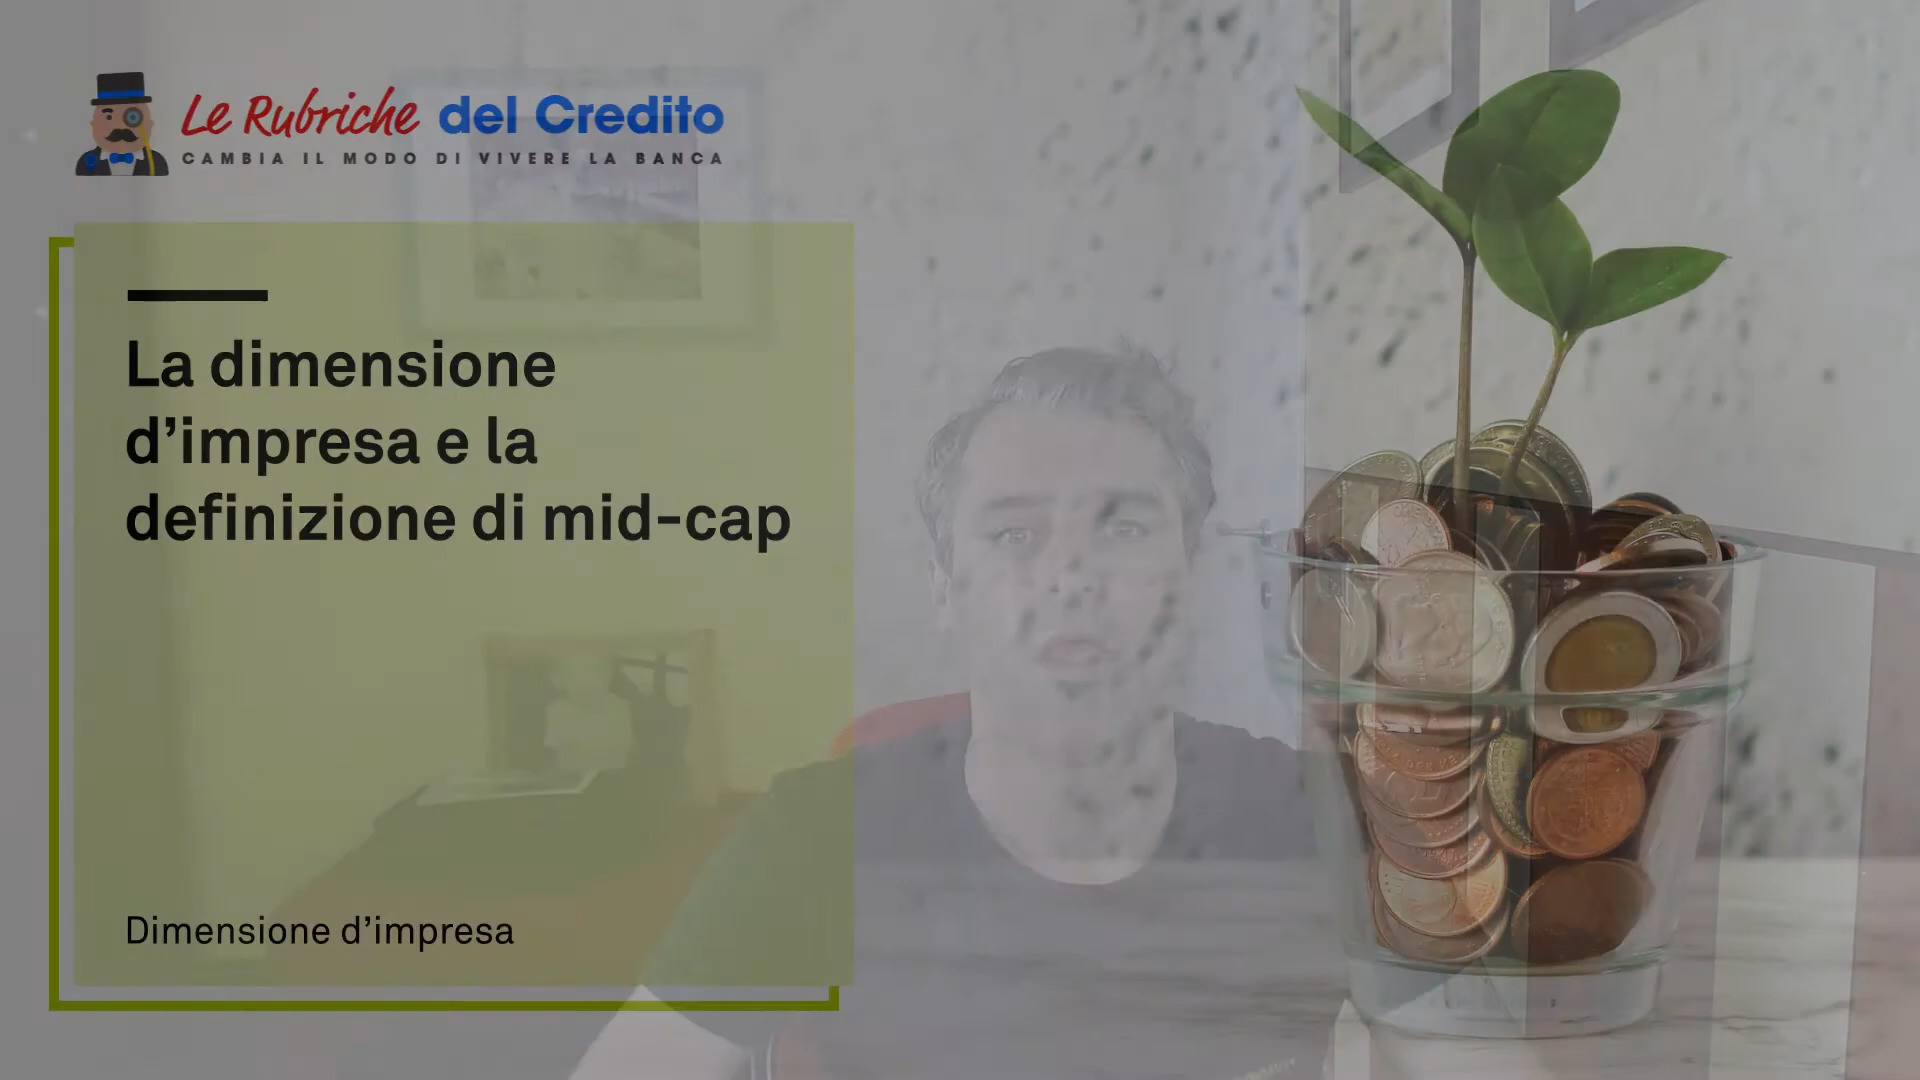 Le Rubriche del Credito
CAMBIA IL MODO DI VIVERE LA BANCA
La dimensione
d’impresa e la
definizione di mid-cap
Dimensione d’impresa